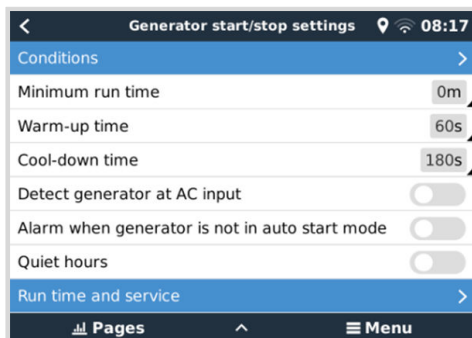 Generator start/stop settings 08:17
Conditions
Minimum run time 0m
Warm-up time 60s
Cool-down time 180s
Detect generator at AC input
Alarm when generator is not in auto start mode
Quiet hours
Run time and service
Pages Menu